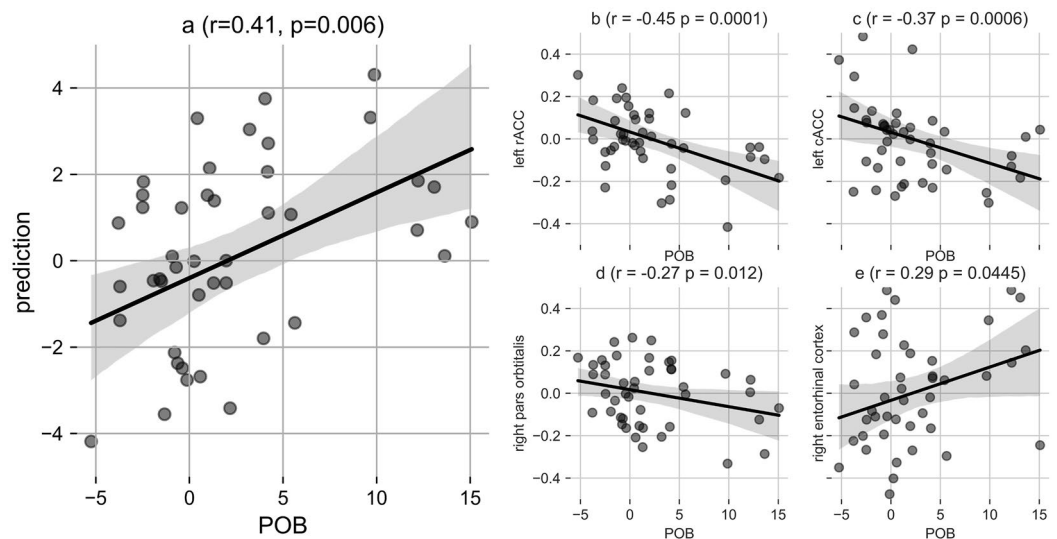 a (r=0.41, p=0.006)
prediction
4
2
0
−2
−4
−5 0 5 10 15
POB
b (r = -0.45 p = 0.0001)
left rACC
0.4
0.2
0.0
−0.2
−0.4
POB
c (r = -0.37 p = 0.0006)
left cACC
POB
d (r = -0.27 p = 0.012)
right pars orbtitalis
0.4
0.2
0.0
−0.2
−0.4
−5 0 5 10 15
POB
e (r = 0.29 p = 0.0445)
right entorhinal cortex
−5 0 5 10 15
POB